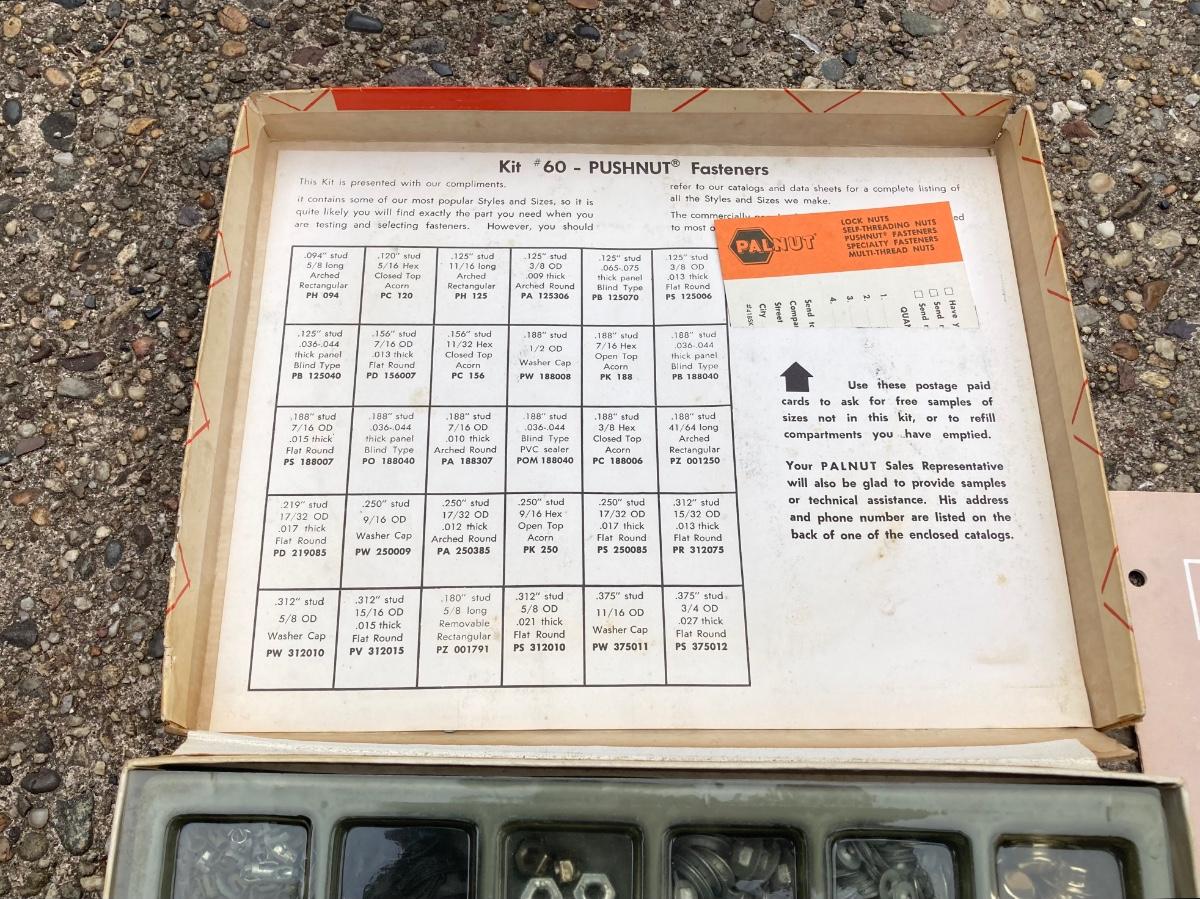 Kit #60 - PUSHNUT® Fasteners
This Kit is presented with our compliments.
it contains some of our most popular Styles and Sizes, so it is
quite likely you will find exactly the part you need when you
are testing and selecting fasteners. However, you should
refer to our catalogs and data sheets for a complete listing of
all the Styles and Sizes we make.
The commercially
to most
PALNUT
LOCK NUTS
SELF-THREADING NUTS
PUSHNUT® FASTENERS
SPECIALTY FASTENERS
MULTI-THREAD NUTS
Have
Send
Send
1.
2.
3.
4.
Street
City
.094" stud
5/8 long
Arched
Rectangular
PH 094
.120" stud
5/16 Hex
Closed Top
Acorn
PC 120
.125" stud
11/16 long
Arched
Rectangular
PH 125
.125" stud
3/8 OD
.009 thick
Arched Round
PA 125306
.125" stud
.065-.075
thick panel
Blind Type
PB 125070
.125" stud
3/8 OD
.013 thick
Flat Round
PS 125006
.125" stud
.036-.044
thick panel
Blind Type
PB 125040
.156" stud
7/16 OD
.013 thick
Flat Round
PD 156007
.156" stud
11/32 Hex
Closed Top
Acorn
PC 156
.188" stud
1/2 OD
Washer Cap
PW 188008
.188" stud
7/16 Hex
Open Top
Acorn
PK 188
.188" stud
.036-.044
thick panel
Blind Type
PB 188040
.188" stud
7/16 OD
.015 thick
Flat Round
PS 188007
.188" stud
.036-.044
thick panel
Blind Type
PO 188040
.188" stud
7/16 OD
.010 thick
Arched Round
PA 188307
.188" stud
.036-.044
Blind Type
PVC sealer
POM 188040
.188" stud
3/8 Hex
Closed Top
Acorn
PC 188006
.188" stud
41/64 long
Arched
Rectangular
PZ 001250
.219" stud
17/32 OD
.017 thick
Flat Round
PD 219085
.250" stud
9/16 OD
Washer Cap
PW 250009
.250" stud
17/32 OD
.012 thick
Arched Round
PA 250385
.250" stud
9/16 Hex
Open Top
Acorn
PK 250
.250" stud
17/32 OD
.017 thick
Flat Round
PS 250085
.312" stud
15/32 OD
.013 thick
Flat Round
PR 312075
.312" stud
5/8 OD
Washer Cap
PW 312010
.312" stud
15/16 OD
.015 thick
Flat Round
PV 312015
.180" stud
5/8 long
Removable
Rectangular
PZ 001791
.312" stud
5/8 OD
.021 thick
Flat Round
PS 312010
.375" stud
11/16 OD
Washer Cap
PW 375011
.375" stud
3/4 OD
.027 thick
Flat Round
PS 375012
Use these postage paid
cards to ask for free samples of
sizes not in this kit, or to refill
compartments you have emptied.
Your PALNUT Sales Representative
will also be glad to provide samples
or technical assistance. His address
and phone number are listed on the
back of one of the enclosed catalogs.